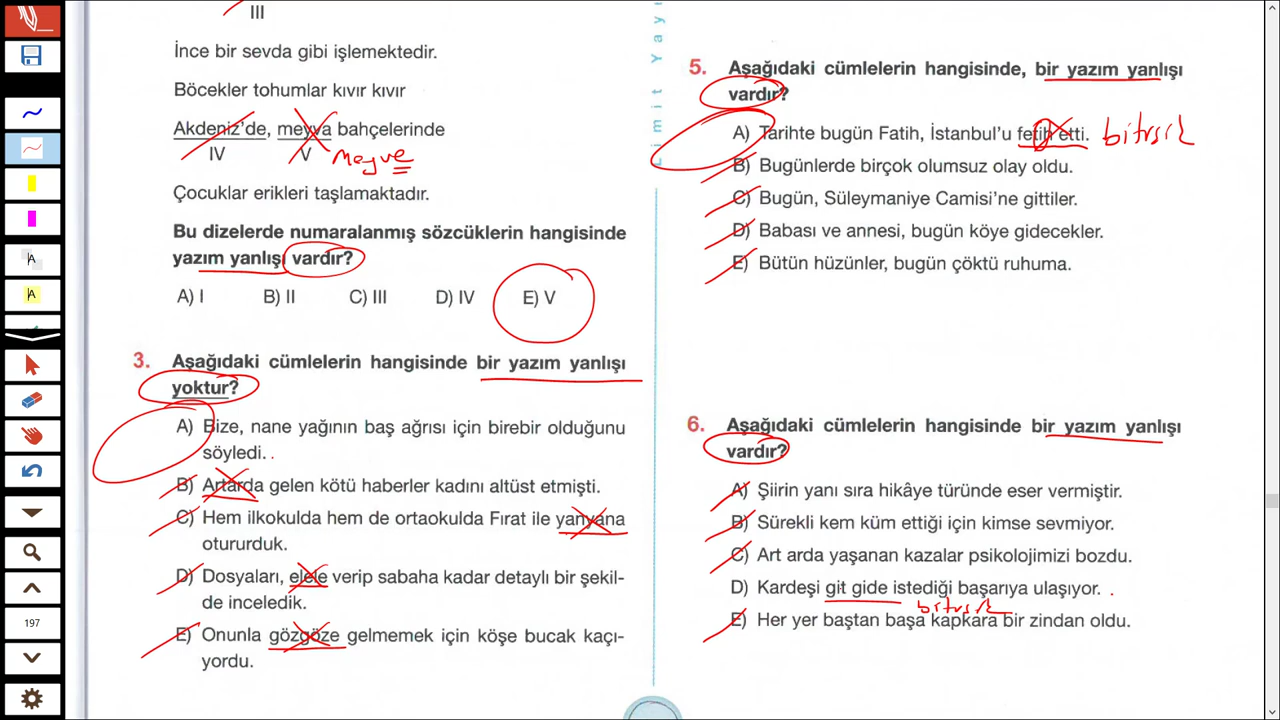 III
İnce bir sevda gibi işlemektedir.
Böcekler tohumlar kıvır kıvır
Akdeniz'de, meyva bahçelerinde
IV V
meyve
Çocuklar erikleri taşlamaktadır.
Bu dizelerde numaralanmış sözcüklerin hangisinde
yazım yanlışı vardır?
A) I B) II C) III D) IV E) V
3. Aşağıdaki cümlelerin hangisinde bir yazım yanlışı
yoktur?
A) Bize, nane yağının baş ağrısı için birebir olduğunu
söyledi.
B) Artarda gelen kötü haberler kadını altüst etmişti.
C) Hem ilkokulda hem de ortaokulda Fırat ile yanyana
otururduk.
D) Dosyaları, elele verip sabaha kadar detaylı bir şekil-
de inceledik.
E) Onunla gözgöze gelmemek için köşe bucak kaçı-
yordu.
Limit Yayı
5. Aşağıdaki cümlelerin hangisinde, bir yazım yanlışı
vardır?
A) Tarihte bugün Fatih, İstanbul'u fetih etti. bitişik
B) Bugünlerde birçok olumsuz olay oldu.
C) Bugün, Süleymaniye Camisi'ne gittiler.
D) Babası ve annesi, bugün köye gidecekler.
E) Bütün hüzünler, bugün çöktü ruhuma.
6. Aşağıdaki cümlelerin hangisinde bir yazım yanlışı
vardır?
A) Şiirin yanı sıra hikâye türünde eser vermiştir.
B) Sürekli kem küm ettiği için kimse sevmiyor.
C) Art arda yaşanan kazalar psikolojimizi bozdu.
D) Kardeşi git gide istediği başarıya ulaşıyor.
bitişik
E) Her yer baştan başa kapkara bir zindan oldu.
A
A
197